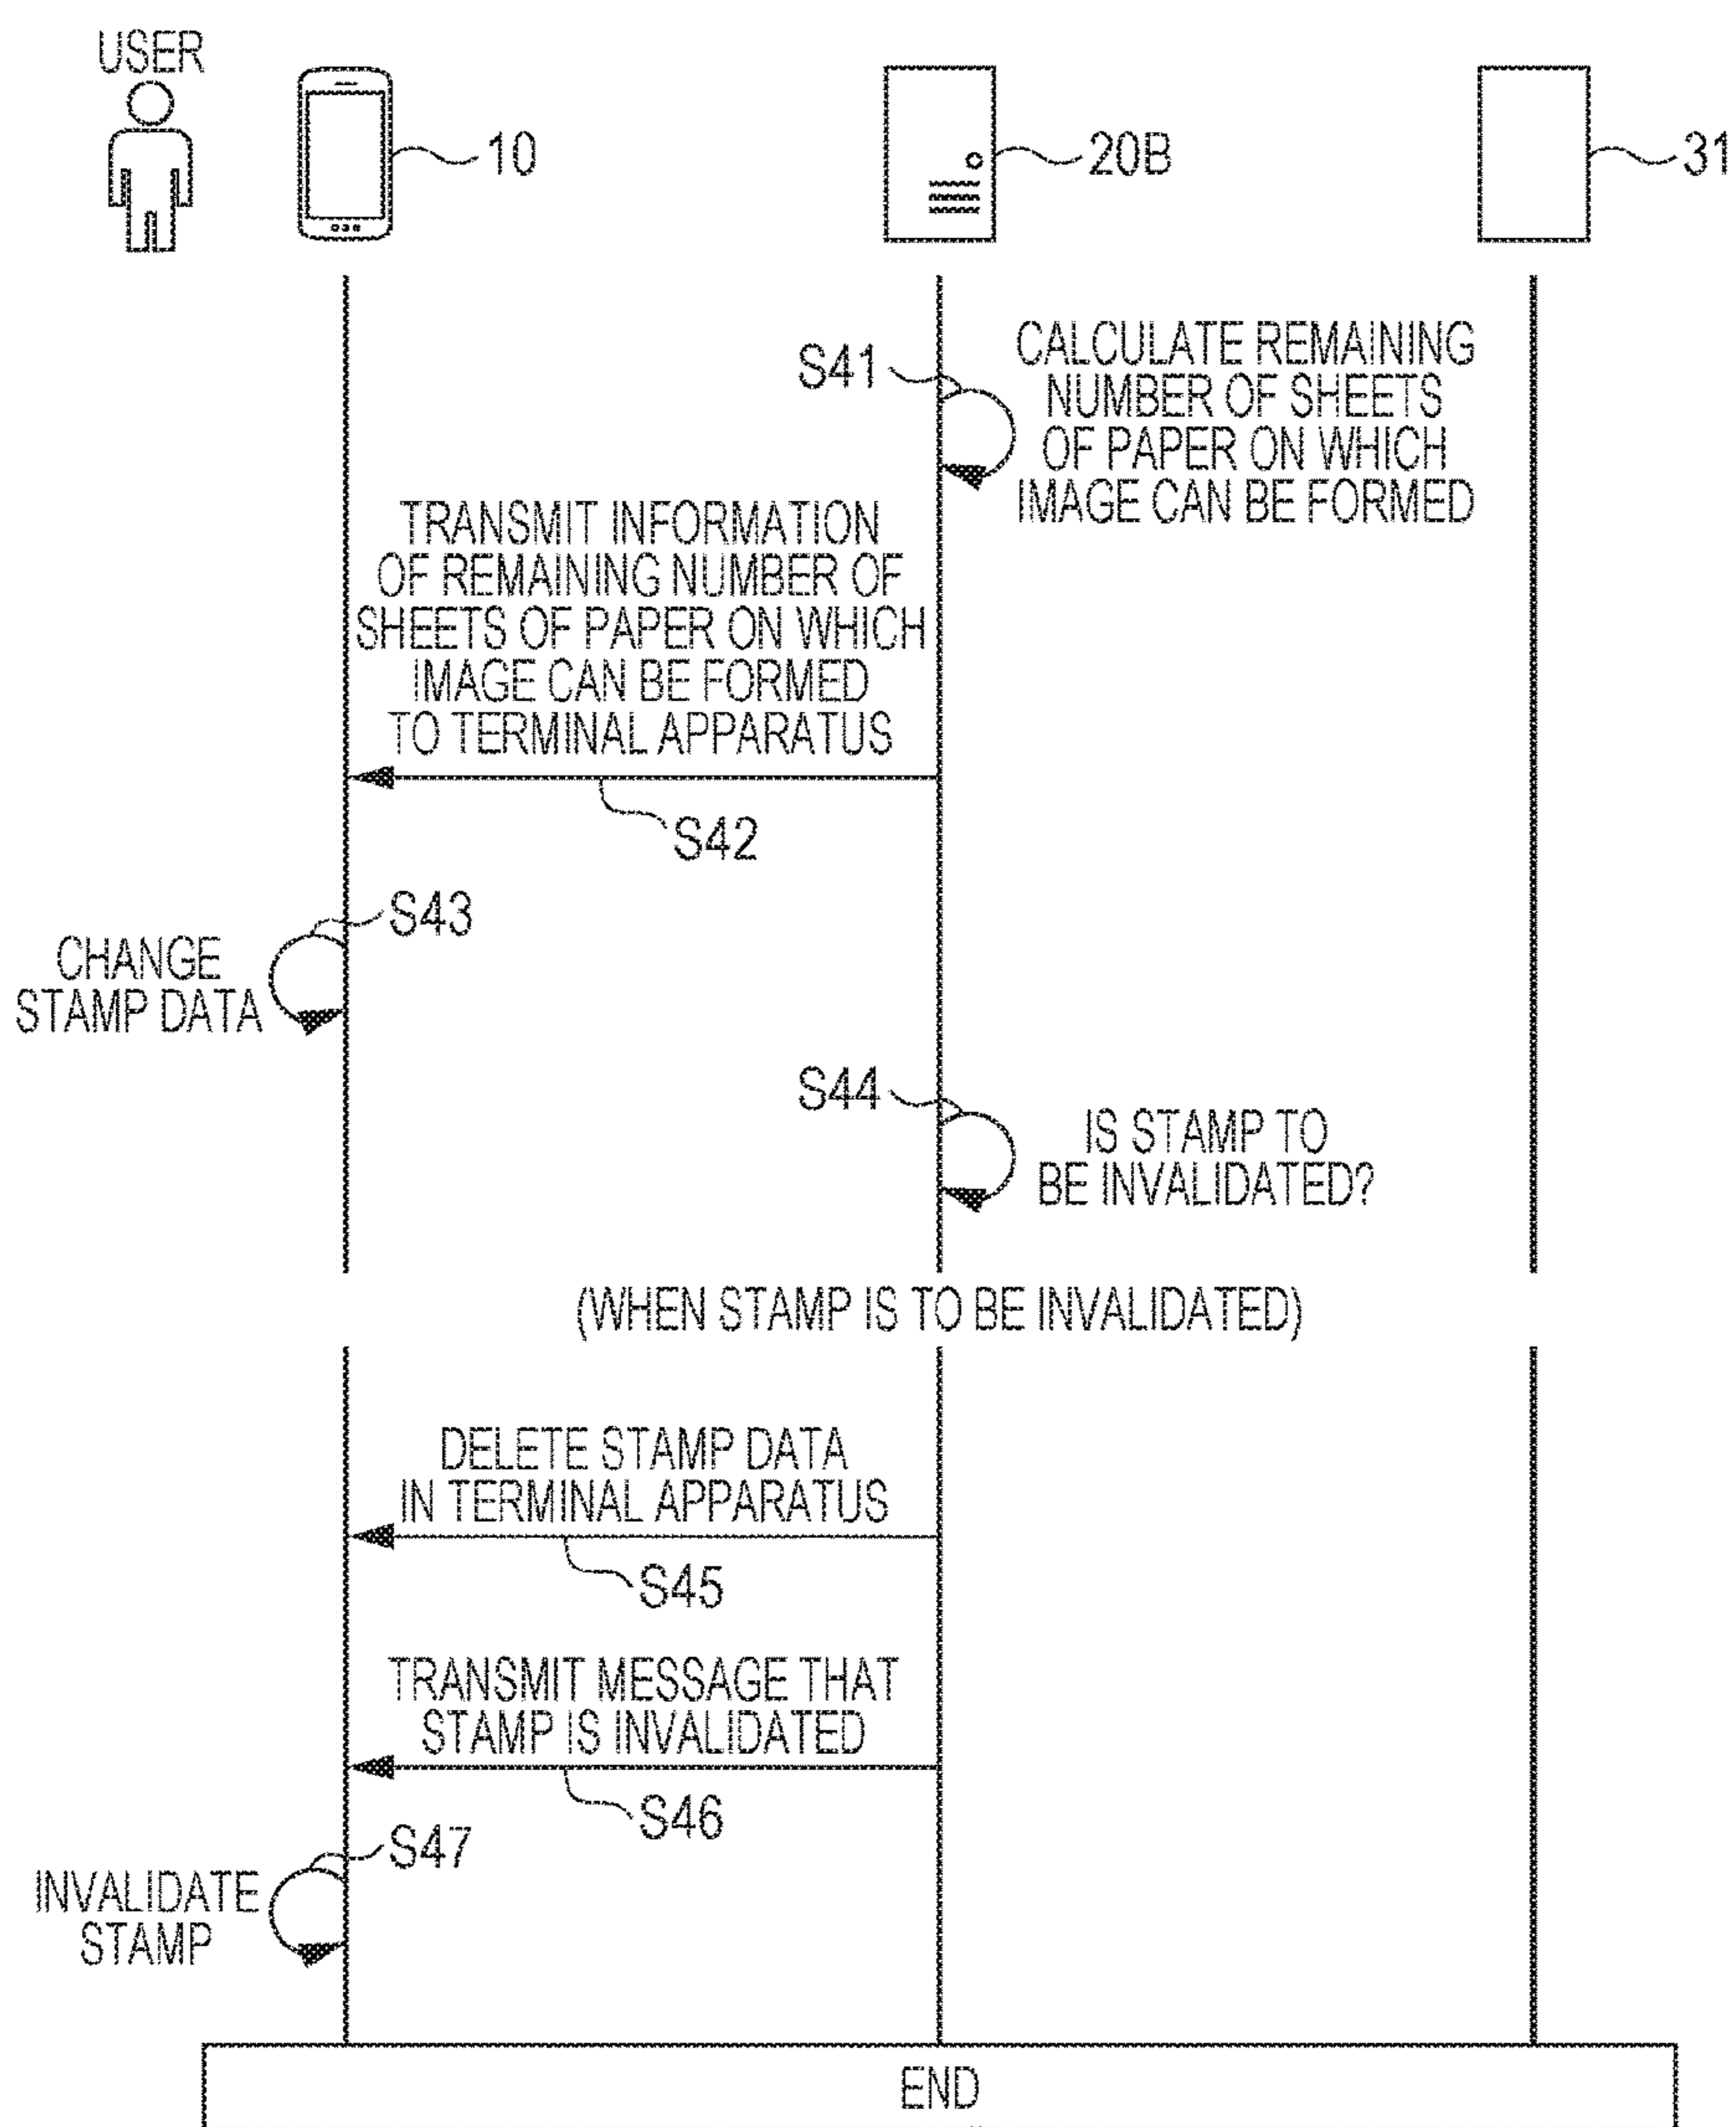 USER
10
20B
31
S41
CALCULATE REMAINING
NUMBER OF SHEETS
OF PAPER ON WHICH
IMAGE CAN BE FORMED
TRANSMIT INFORMATION
OF REMAINING NUMBER OF
SHEETS OF PAPER ON WHICH
IMAGE CAN BE FORMED
TO TERMINAL APPARATUS
S42
S43
CHANGE
STAMP DATA
S44
IS STAMP TO
BE INVALIDATED?
(WHEN STAMP IS TO BE INVALIDATED)
DELETE STAMP DATA
IN TERMINAL APPARATUS
S45
TRANSMIT MESSAGE THAT
STAMP IS INVALIDATED
S46
S47
INVALIDATE
STAMP
END